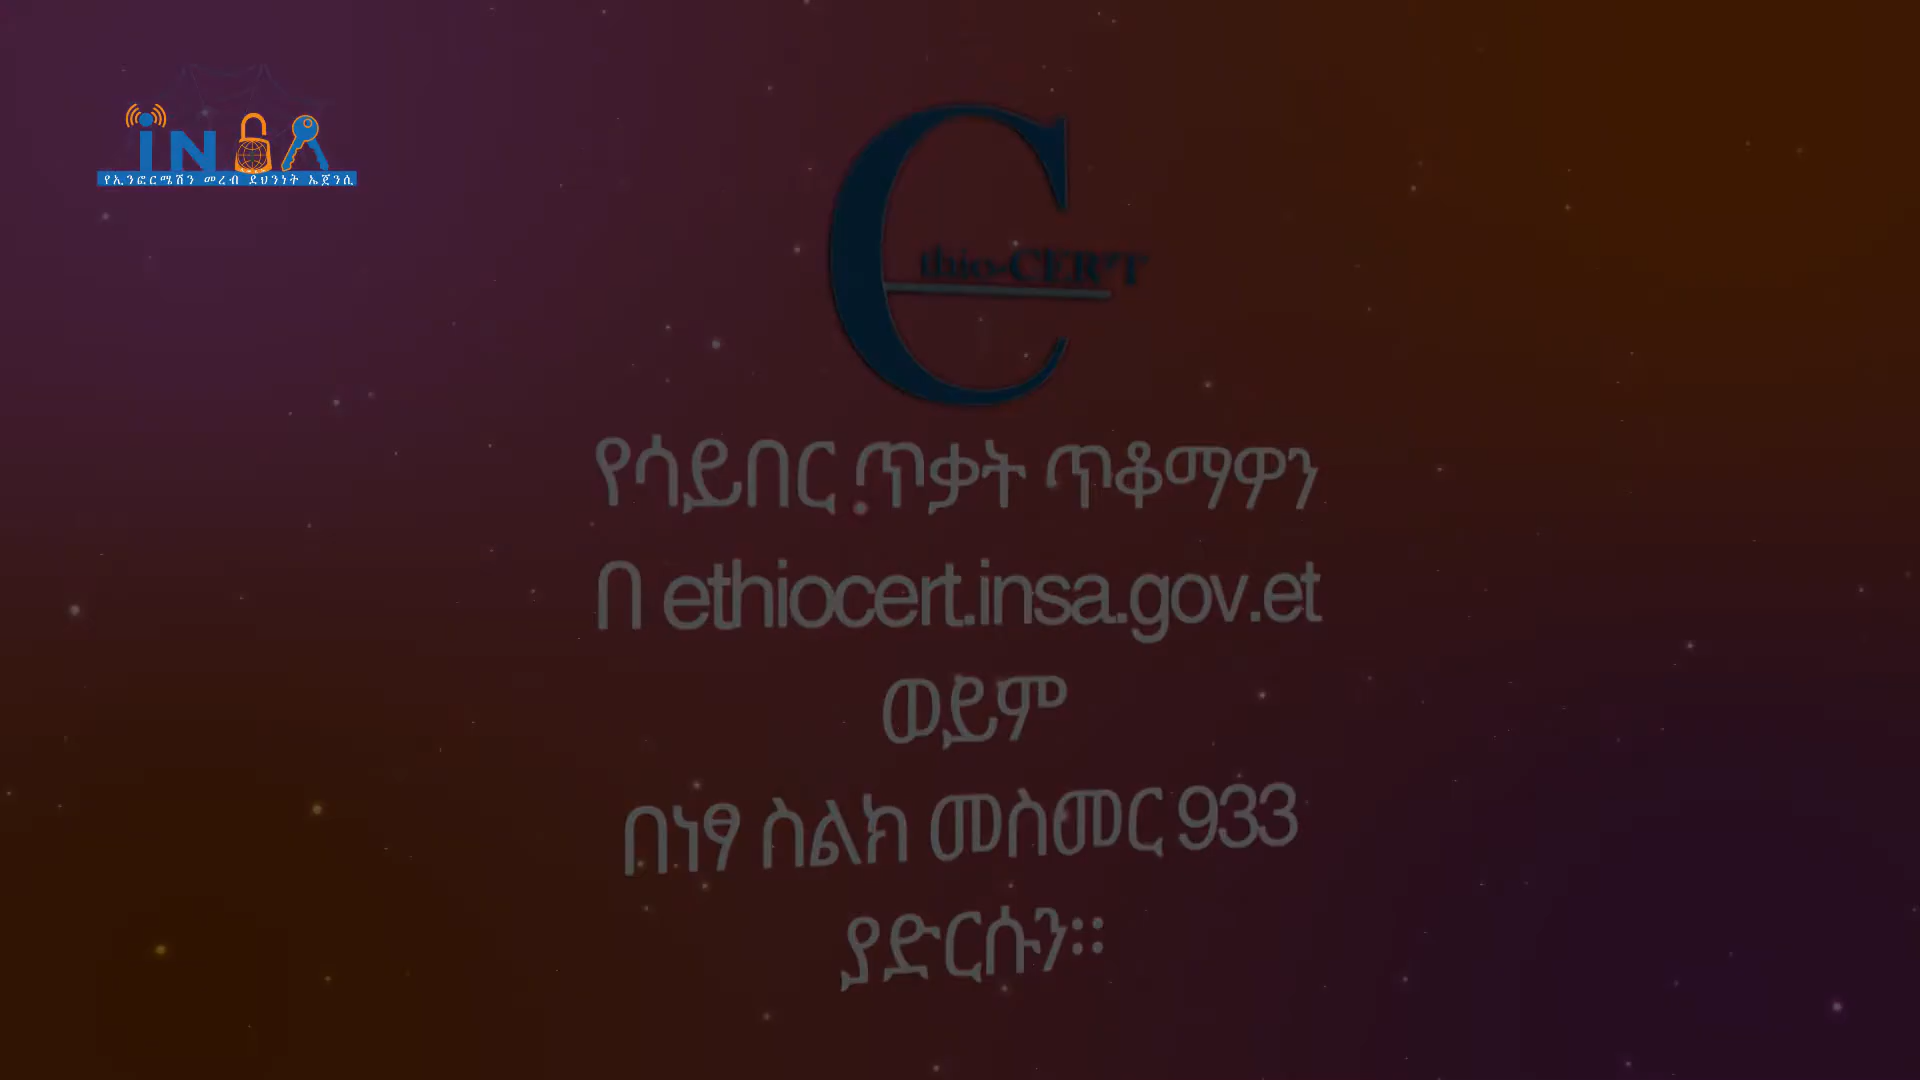 iNSA
የኢንፎርሜሽን መረብ ደህንነት ኤጀንሲ
thio-CERT
የሳይበር ጥቃት ጥቆማዎን
በ ethiocert.insa.gov.et
ወይም
በነፃ ስልክ መስመር 933
ያድርሱን።